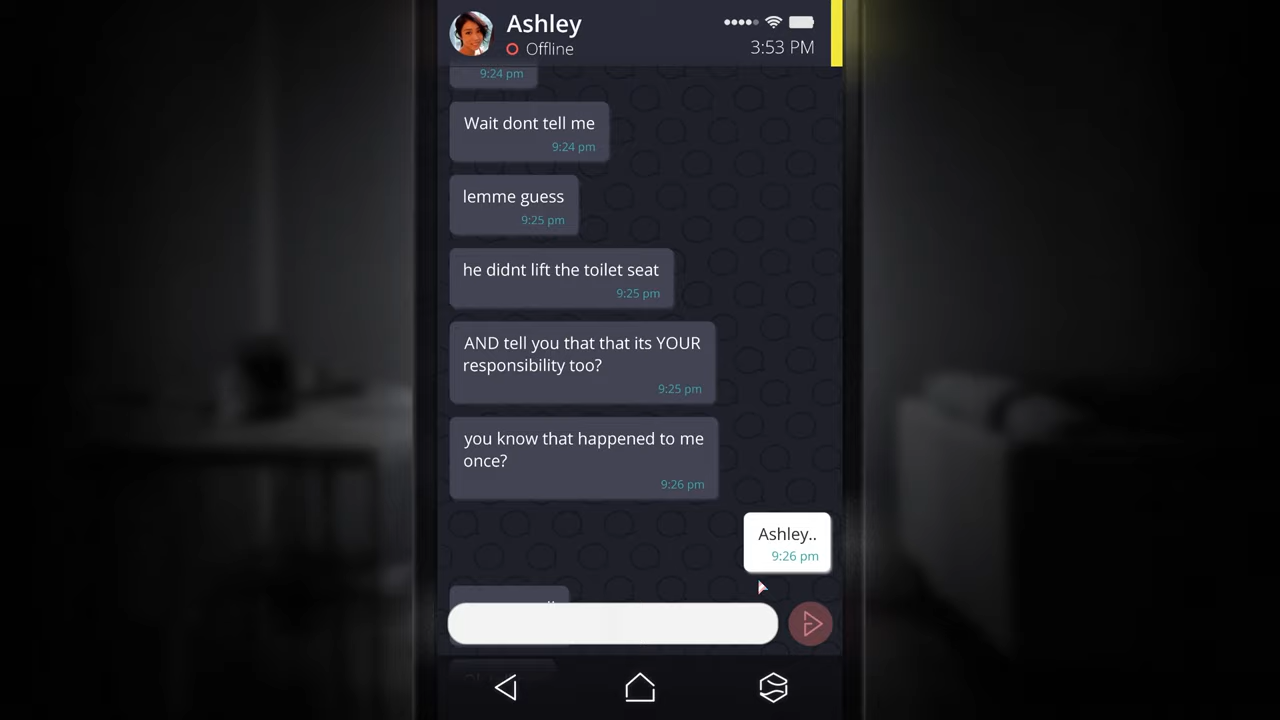 Ashley
Offline
3:53 PM
9:24 pm
Wait dont tell me
9:24 pm
lemme guess
9:25 pm
he didnt lift the toilet seat
9:25 pm
AND tell you that that its YOUR
responsibility too?
9:25 pm
you know that happened to me
once?
9:26 pm
Ashley..
9:26 pm